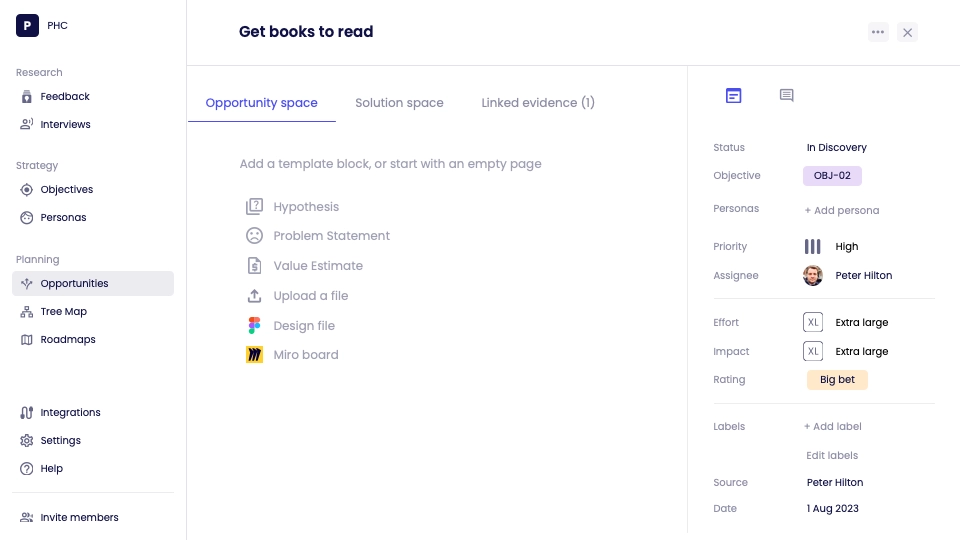 P PHC
Research
Feedback
Interviews
Strategy
Objectives
Personas
Planning
Opportunities
Tree Map
Roadmaps
Integrations
Settings
Help
Invite members
Get books to read
Opportunity space Solution space Linked evidence (1)
Add a template block, or start with an empty page
Hypothesis
Problem Statement
Value Estimate
Upload a file
Design file
Miro board
Status In Discovery
Objective OBJ-02
Personas + Add persona
Priority High
Assignee Peter Hilton
Effort XL Extra large
Impact XL Extra large
Rating Big bet
Labels + Add label
Edit labels
Source Peter Hilton
Date 1 Aug 2023